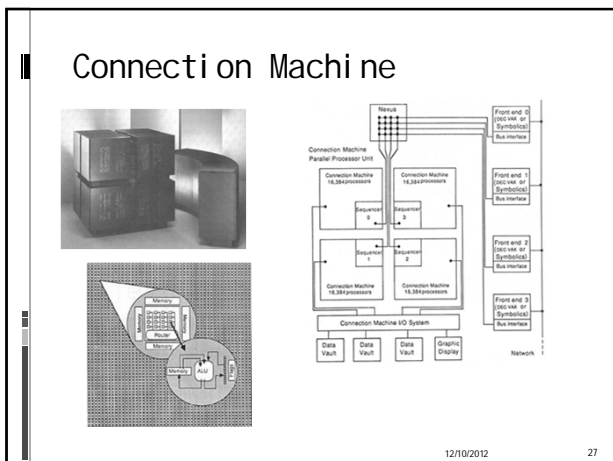 Connection Machine
Nexus
Front end 0
(DEC VAX or
Symbolics)
Bus interface
Connection Machine
Parallel Processor Unit
Connection Machine
16,384 processors
Connection Machine
16,384 processors
Front end 1
(DEC VAX or
Symbolics)
Bus interface
Sequencer
0
Sequencer
3
Sequencer
1
Sequencer
2
Front end 2
(DEC VAX or
Symbolics)
Bus interface
Connection Machine
16,384 processors
Connection Machine
16,384 processors
Front end 3
(DEC VAX or
Symbolics)
Bus interface
Connection Machine I/O System
Data
Vault
Data
Vault
Data
Vault
Graphic
Display
Network
Memory
Memory
Memory
Router
Memory
Memory
ALU
Flags
12/10/2012
27